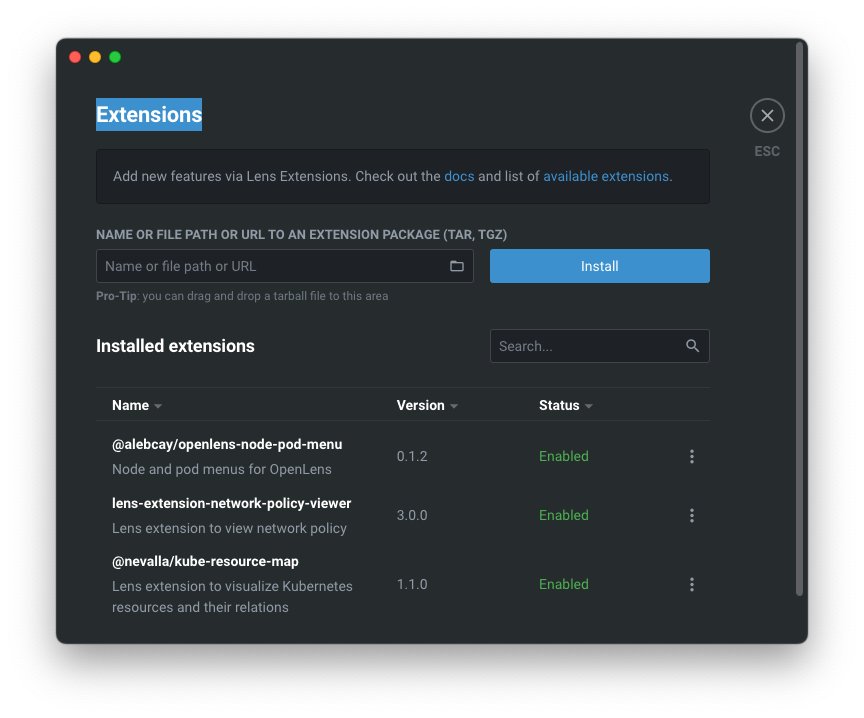 Extensions
ESC
Add new features via Lens Extensions. Check out the docs and list of available extensions.
NAME OR FILE PATH OR URL TO AN EXTENSION PACKAGE (TAR, TGZ)
Name or file path or URL
Install
Pro-Tip: you can drag and drop a tarball file to this area
Installed extensions
Search...
Name Version Status
@alebcay/openlens-node-pod-menu
Node and pod menus for OpenLens
0.1.2
Enabled
lens-extension-network-policy-viewer
Lens extension to view network policy
3.0.0
Enabled
@nevalla/kube-resource-map
Lens extension to visualize Kubernetes
resources and their relations
1.1.0
Enabled